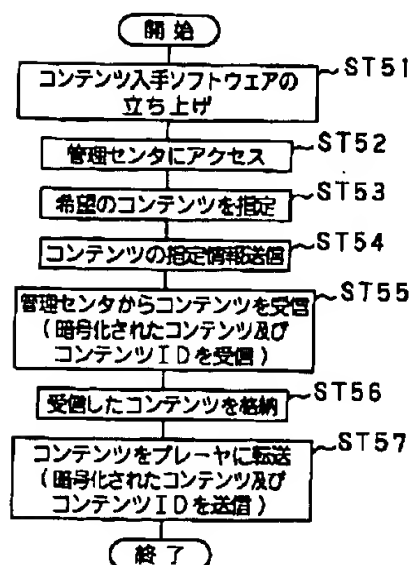 開始
コンテンツ入手ソフトウェアの
立ち上げ
ST51
管理センタにアクセス
ST52
希望のコンテンツを指定
ST53
コンテンツの指定情報送信
ST54
管理センタからコンテンツを受信
(暗号化されたコンテンツ及び
コンテンツIDを受信)
ST55
受信したコンテンツを格納
ST56
コンテンツをプレーヤに転送
(暗号化されたコンテンツ及び
コンテンツIDを送信)
ST57
終了